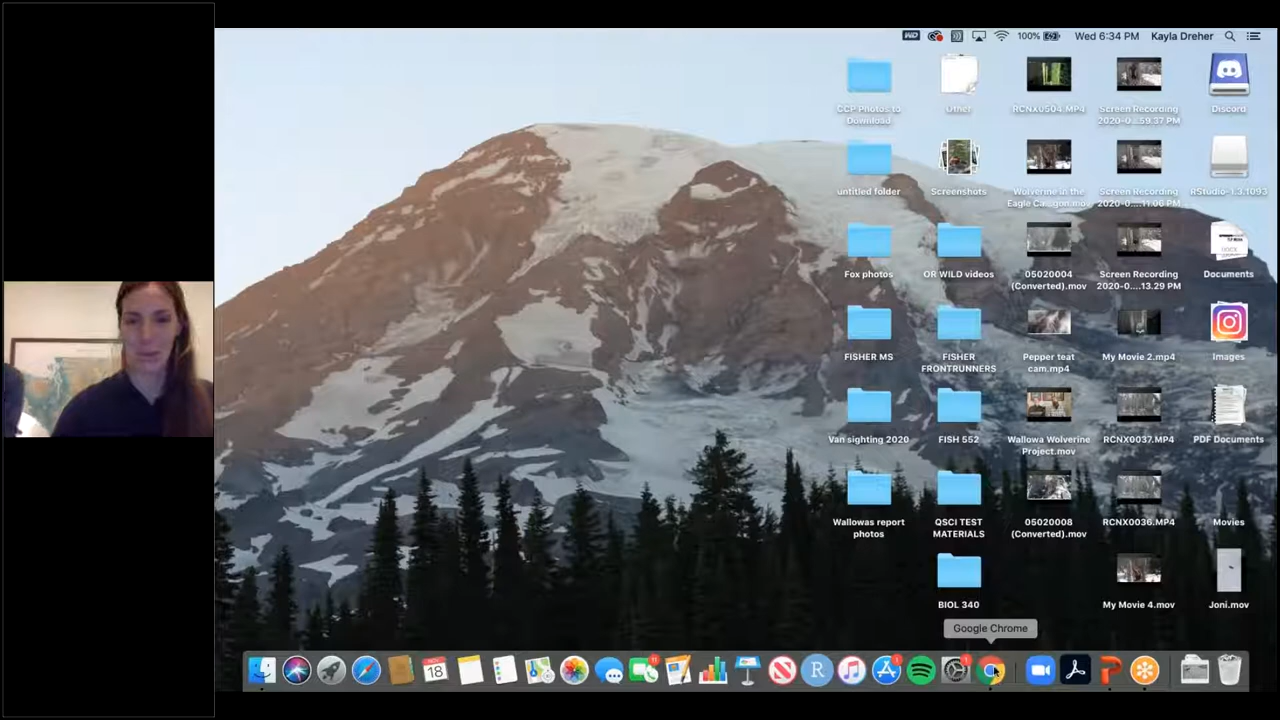 WD
100%
Wed 6:34 PM
Kayla Dreher
CCP Photos to
Download
Other
RCNX0504.MP4
Screen Recording
2020-0...59.37 PM
Discord
untitled folder
Screenshots
Wolverine in the
Eagle Ca...gon.mov
Screen Recording
2020-0....11.06 PM
RStudio-1.3.1093
Fox photos
OR WILD videos
05020004
(Converted).mov
Screen Recording
2020-0....13.29 PM
Documents
FISHER MS
FISHER
FRONTRUNNERS
Pepper teat
cam.mp4
My Movie 2.mp4
Images
Van sighting 2020
FISH 552
Wallowa Wolverine
Project.mov
RCNX0037.MP4
PDF Documents
Wallowas report
photos
QSCI TEST
MATERIALS
05020008
(Converted).mov
RCNX0036.MP4
Movies
BIOL 340
My Movie 4.mov
Joni.mov
Google Chrome
18
R